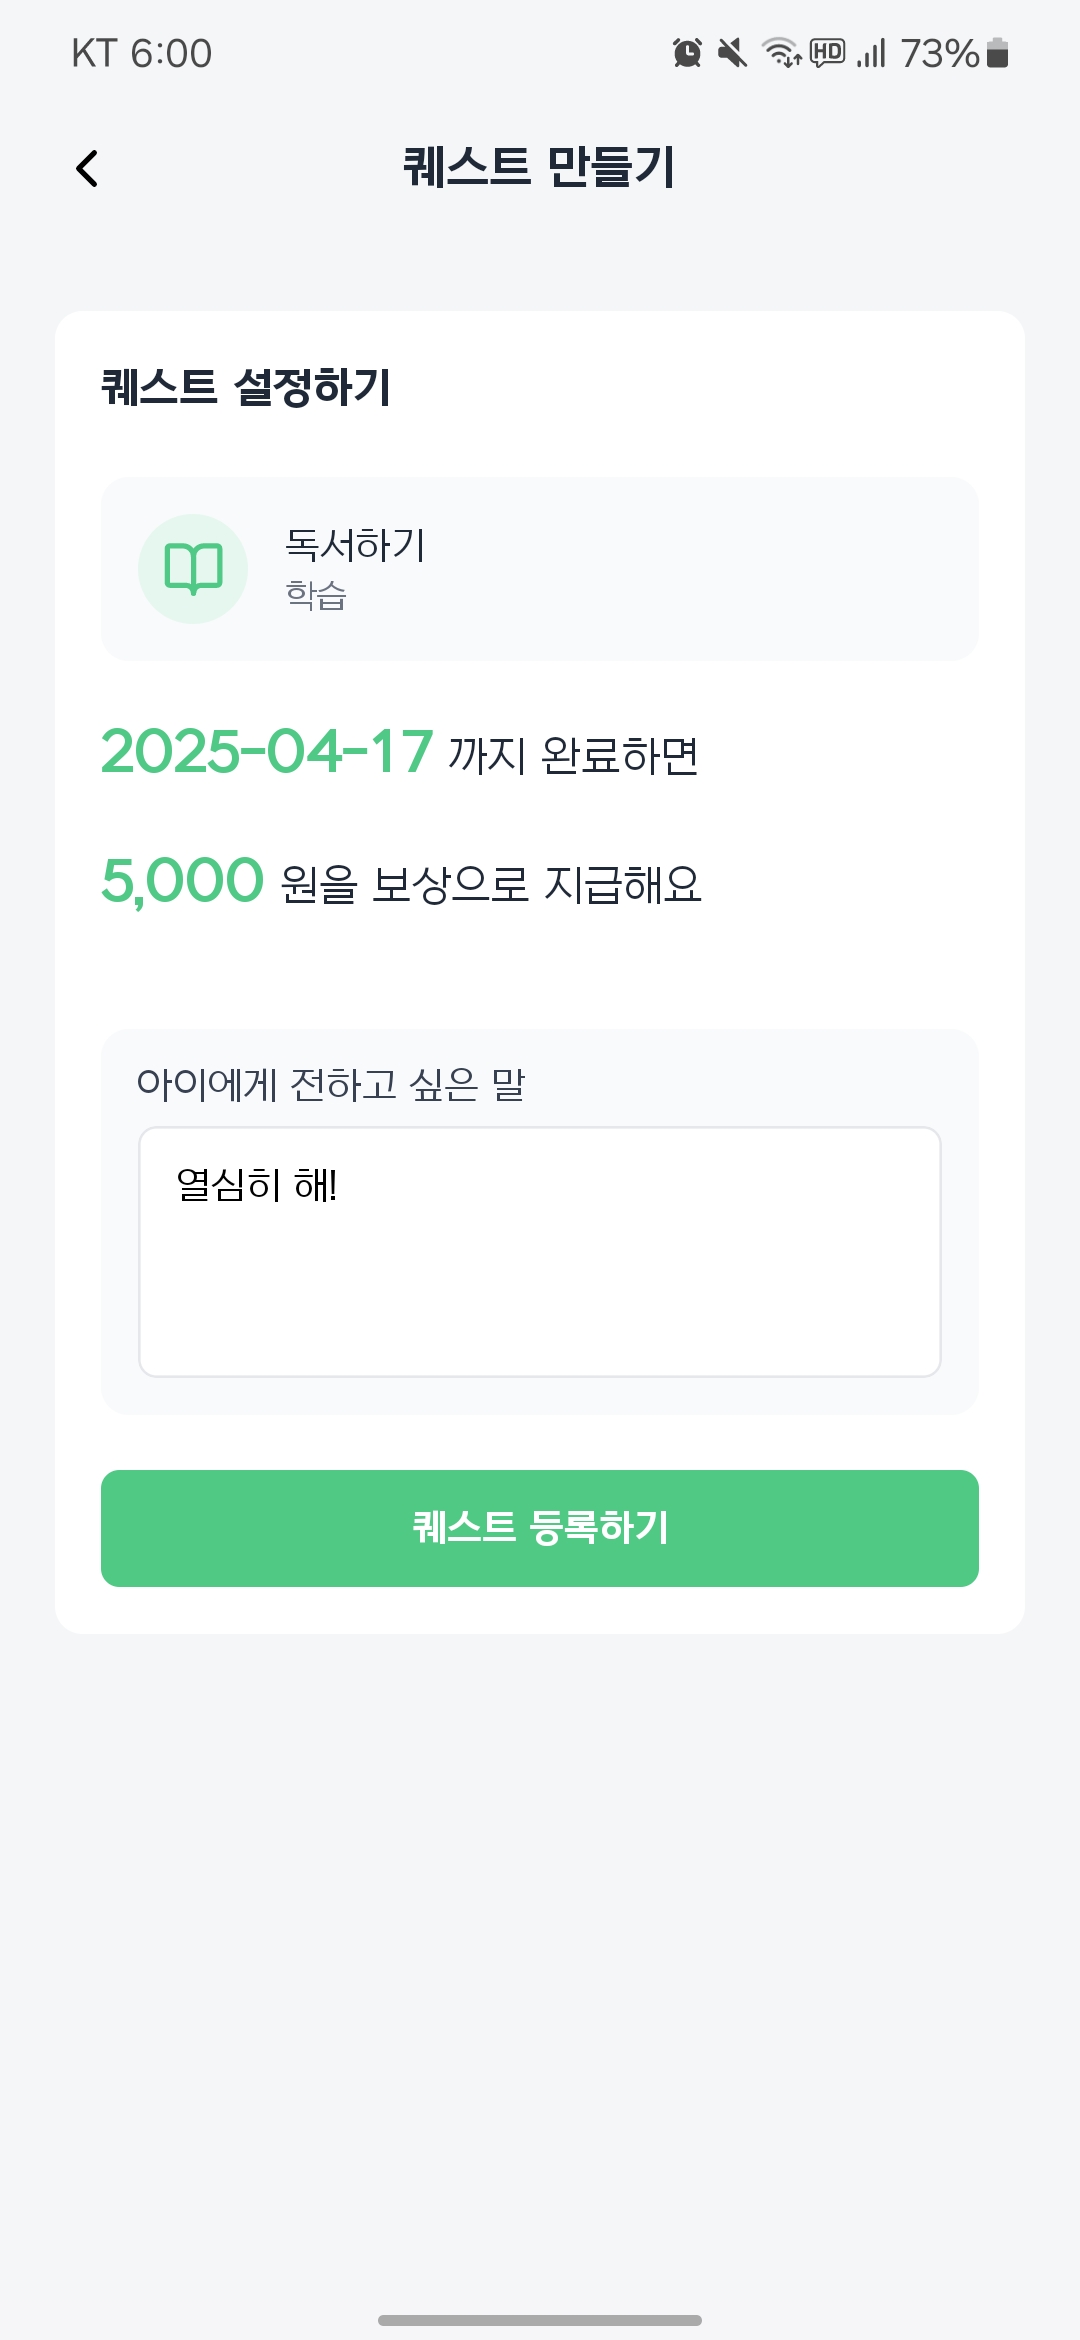 KT 6:00
HD
73%
퀘스트 만들기
퀘스트 설정하기
독서하기
학습
2025-04-17 까지 완료하면
5,000 원을 보상으로 지급해요
아이에게 전하고 싶은 말
열심히 해!
퀘스트 등록하기